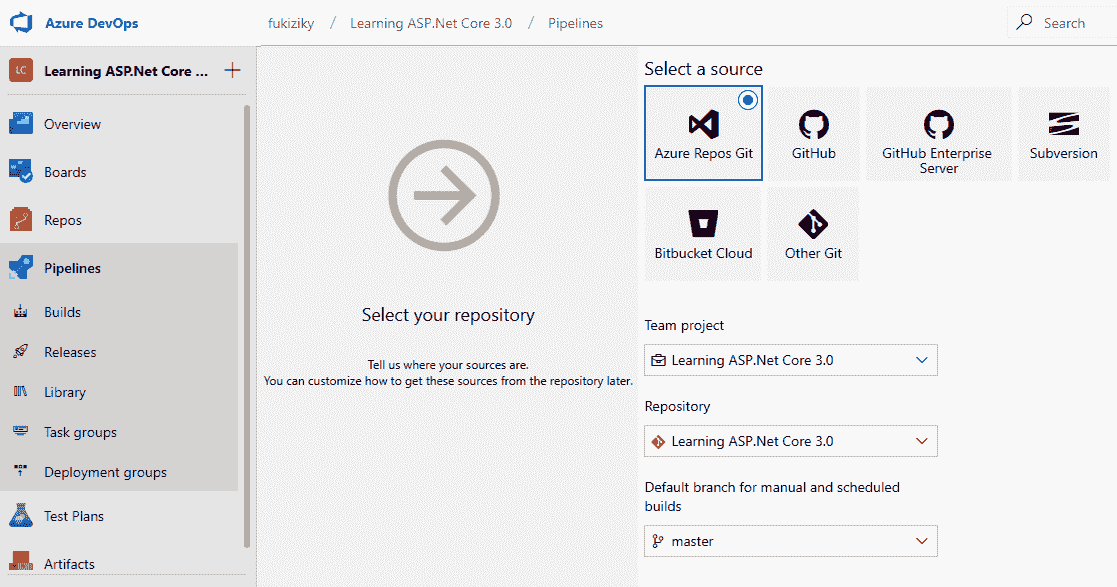 Azure DevOps
fukiziky / Learning ASP.Net Core 3.0 / Pipelines
Search
LC
Learning ASP.Net Core ...
Overview
Boards
Repos
Pipelines
Builds
Releases
Library
Task groups
Deployment groups
Test Plans
Artifacts
Select your repository
Tell us where your sources are.
You can customize how to get these sources from the repository later.
Select a source
Azure Repos Git
GitHub
GitHub Enterprise
Server
Subversion
Bitbucket Cloud
Other Git
Team project
Learning ASP.Net Core 3.0
Repository
Learning ASP.Net Core 3.0
Default branch for manual and scheduled
builds
master